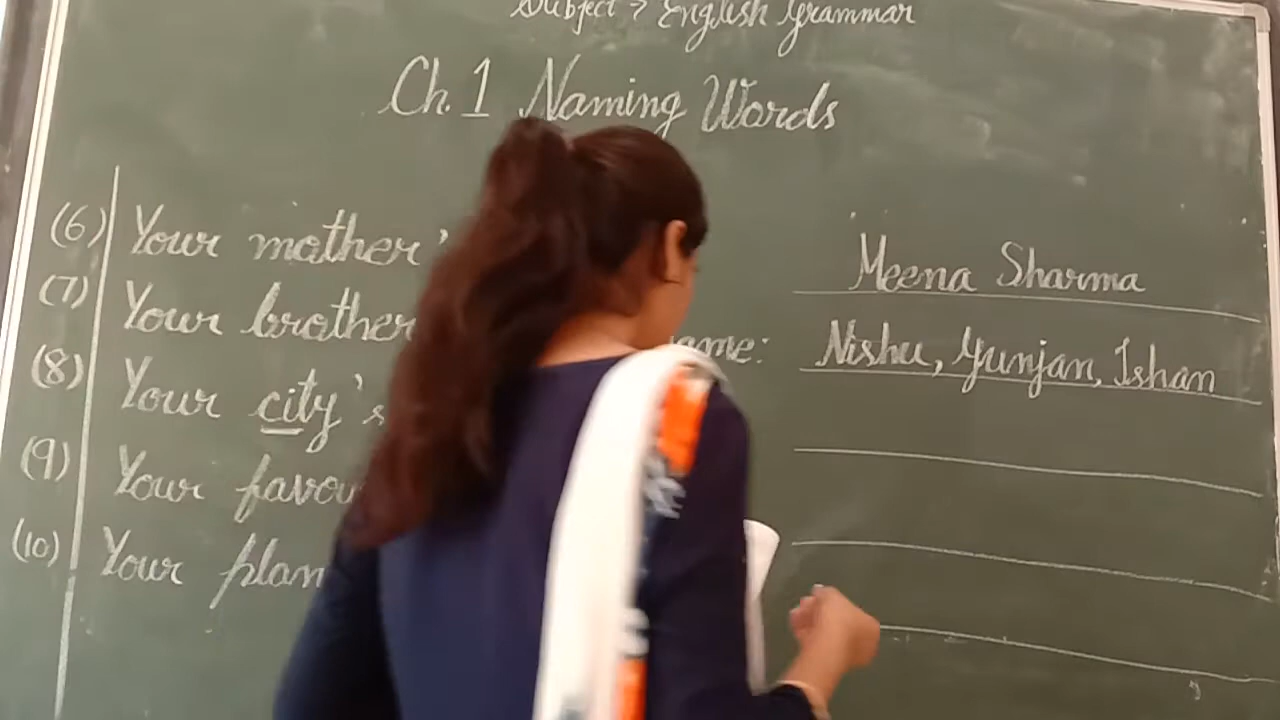 Subject → English Grammar
Ch. 1 Naming Words
(6) Your mother' Meena Sharma
(7) Your brother ame: Nishu, Gunjan, Ishan
(8) Your city's
(9) Your favou
(10) Your plan